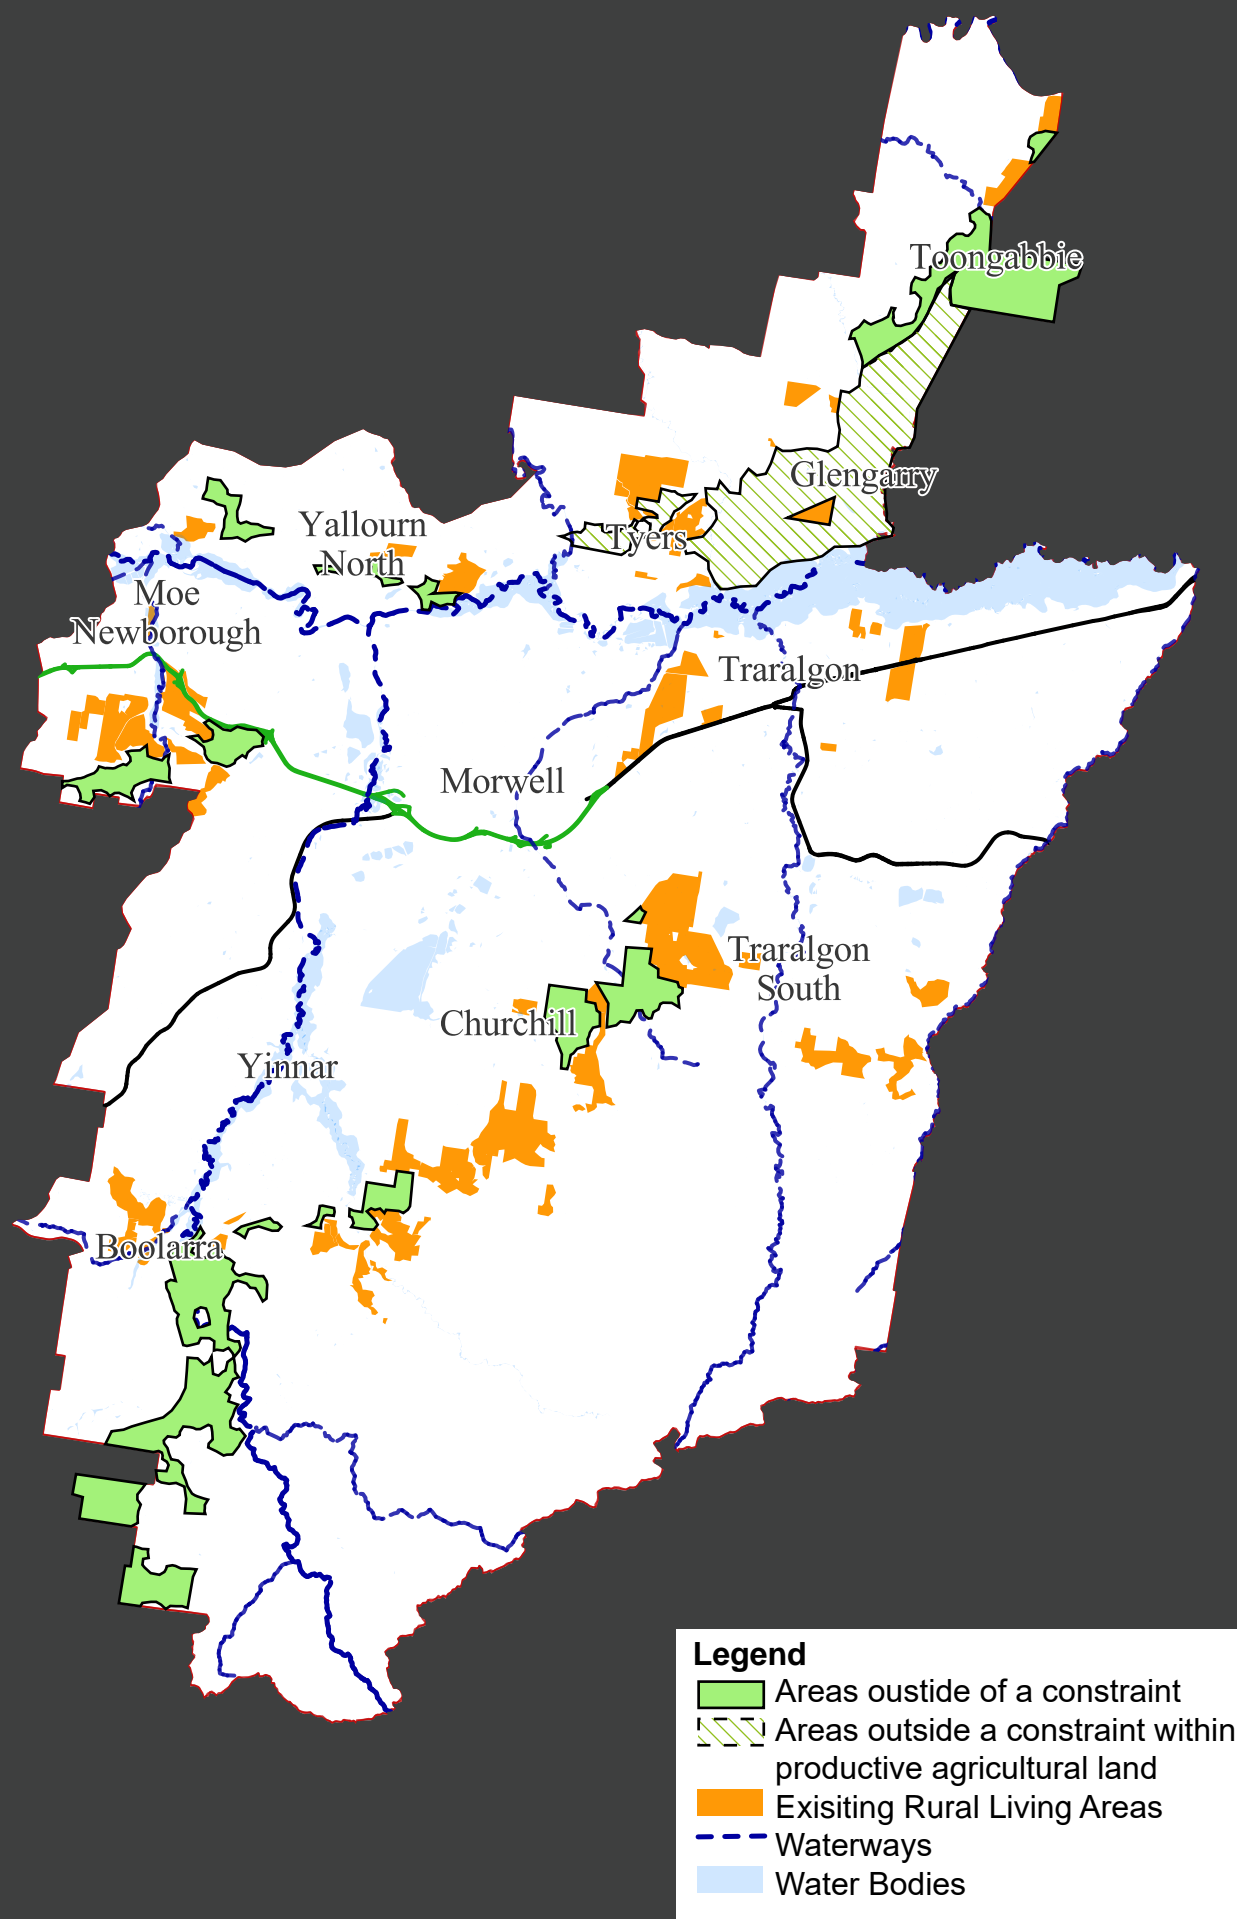 Toongabbie
Glengarry
Yallourn
North
Tyers
Moe
Newborough
Traralgon
Morwell
Traralgon
South
Churchill
Yinnar
Boolarra
Legend
Areas oustide of a constraint
Areas outside a constraint within
productive agricultural land
Exisiting Rural Living Areas
Waterways
Water Bodies